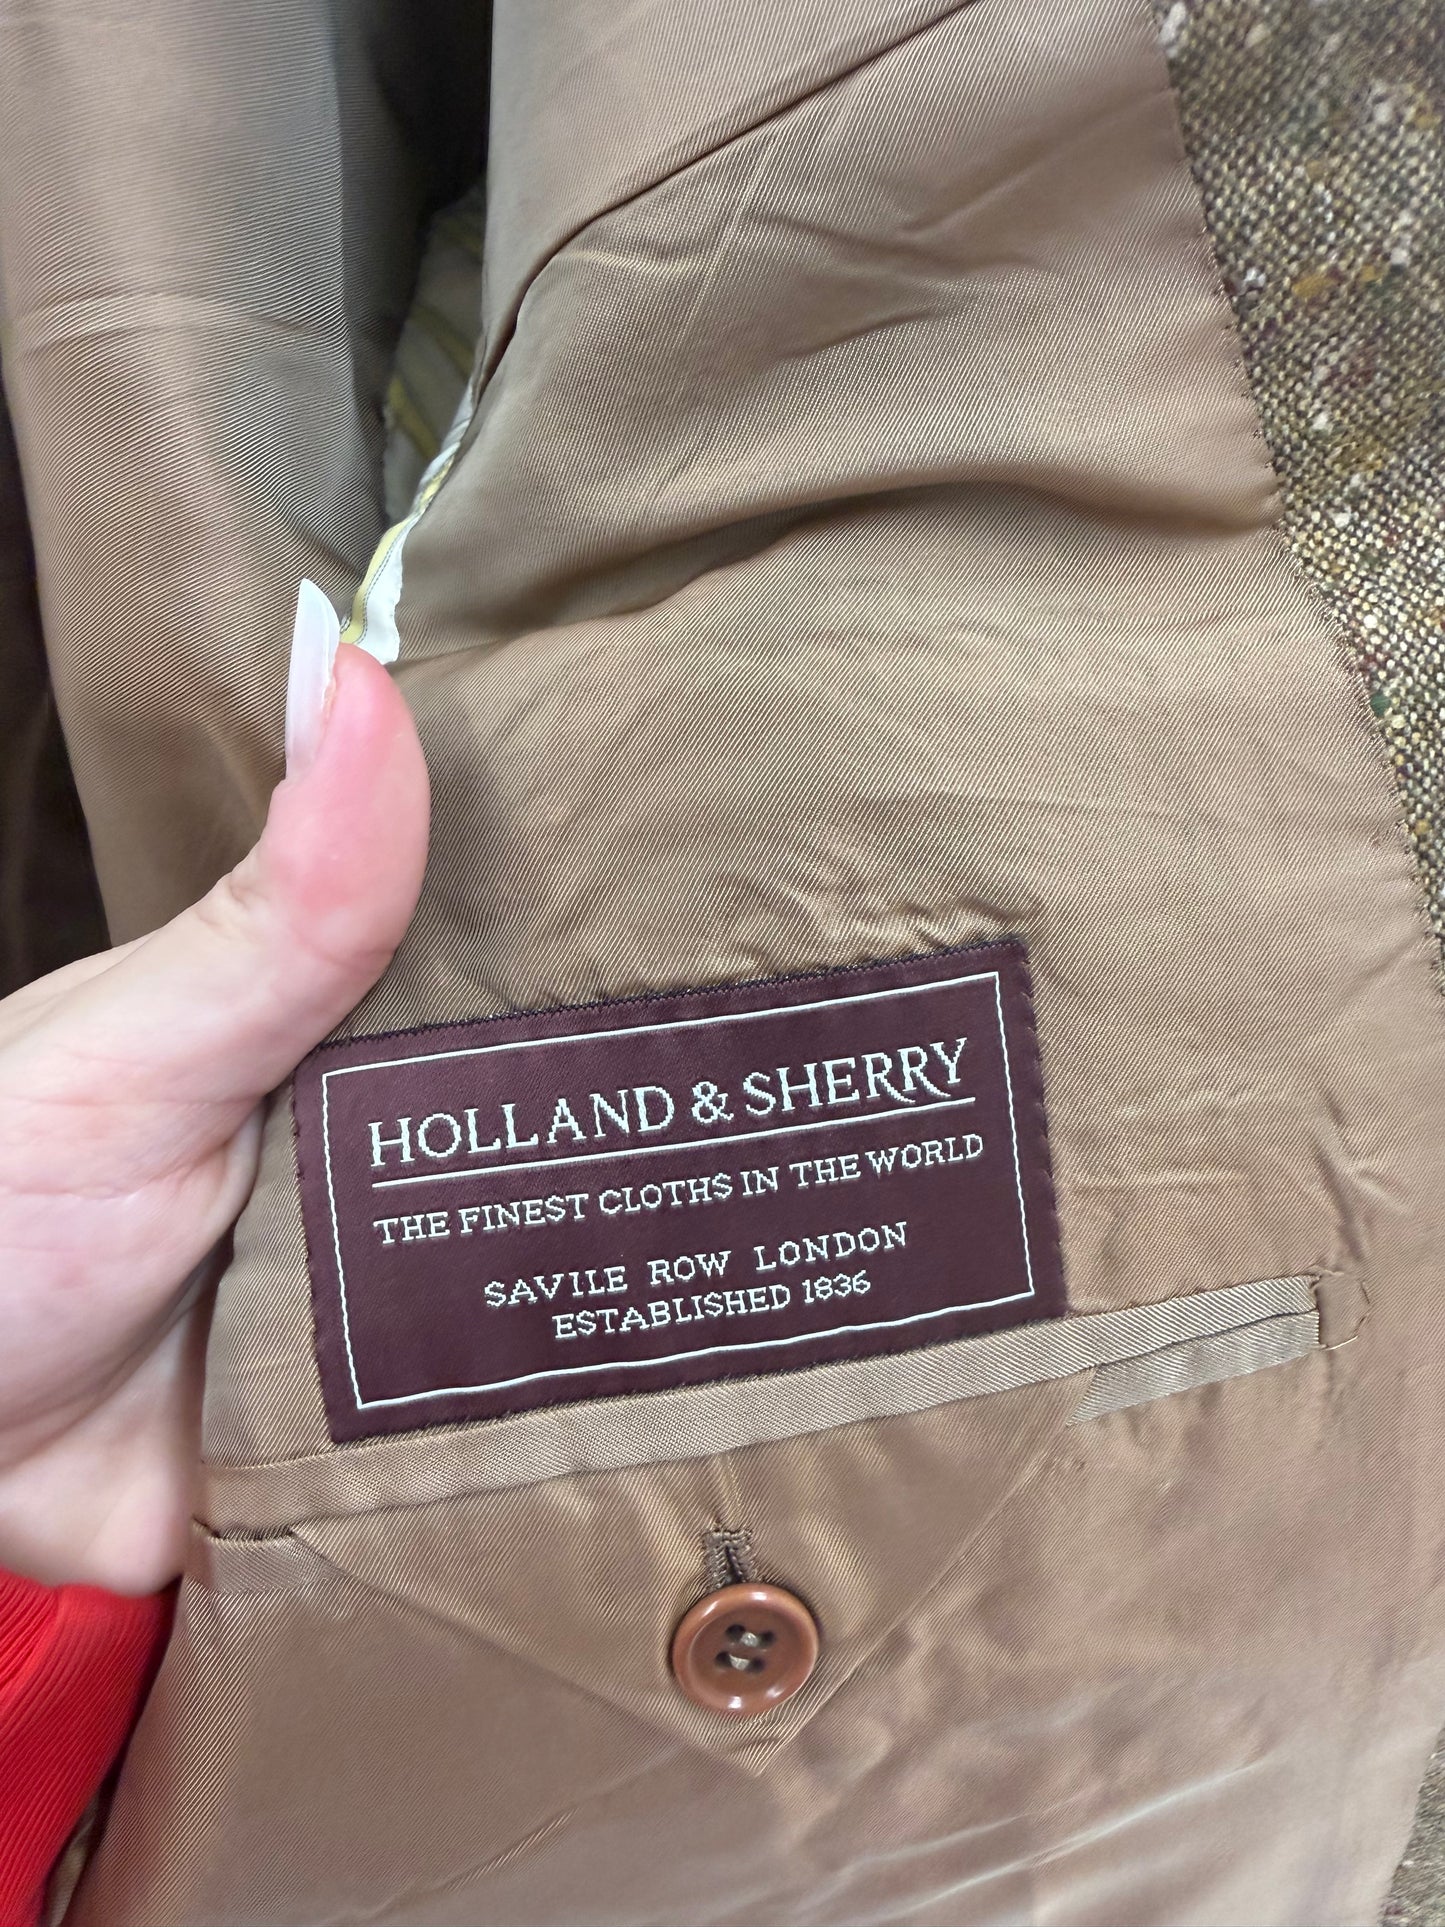 HOLLAND & SHERRY
THE FINEST CLOTHS IN THE WORLD
SAVILE ROW LONDON
ESTABLISHED 1836